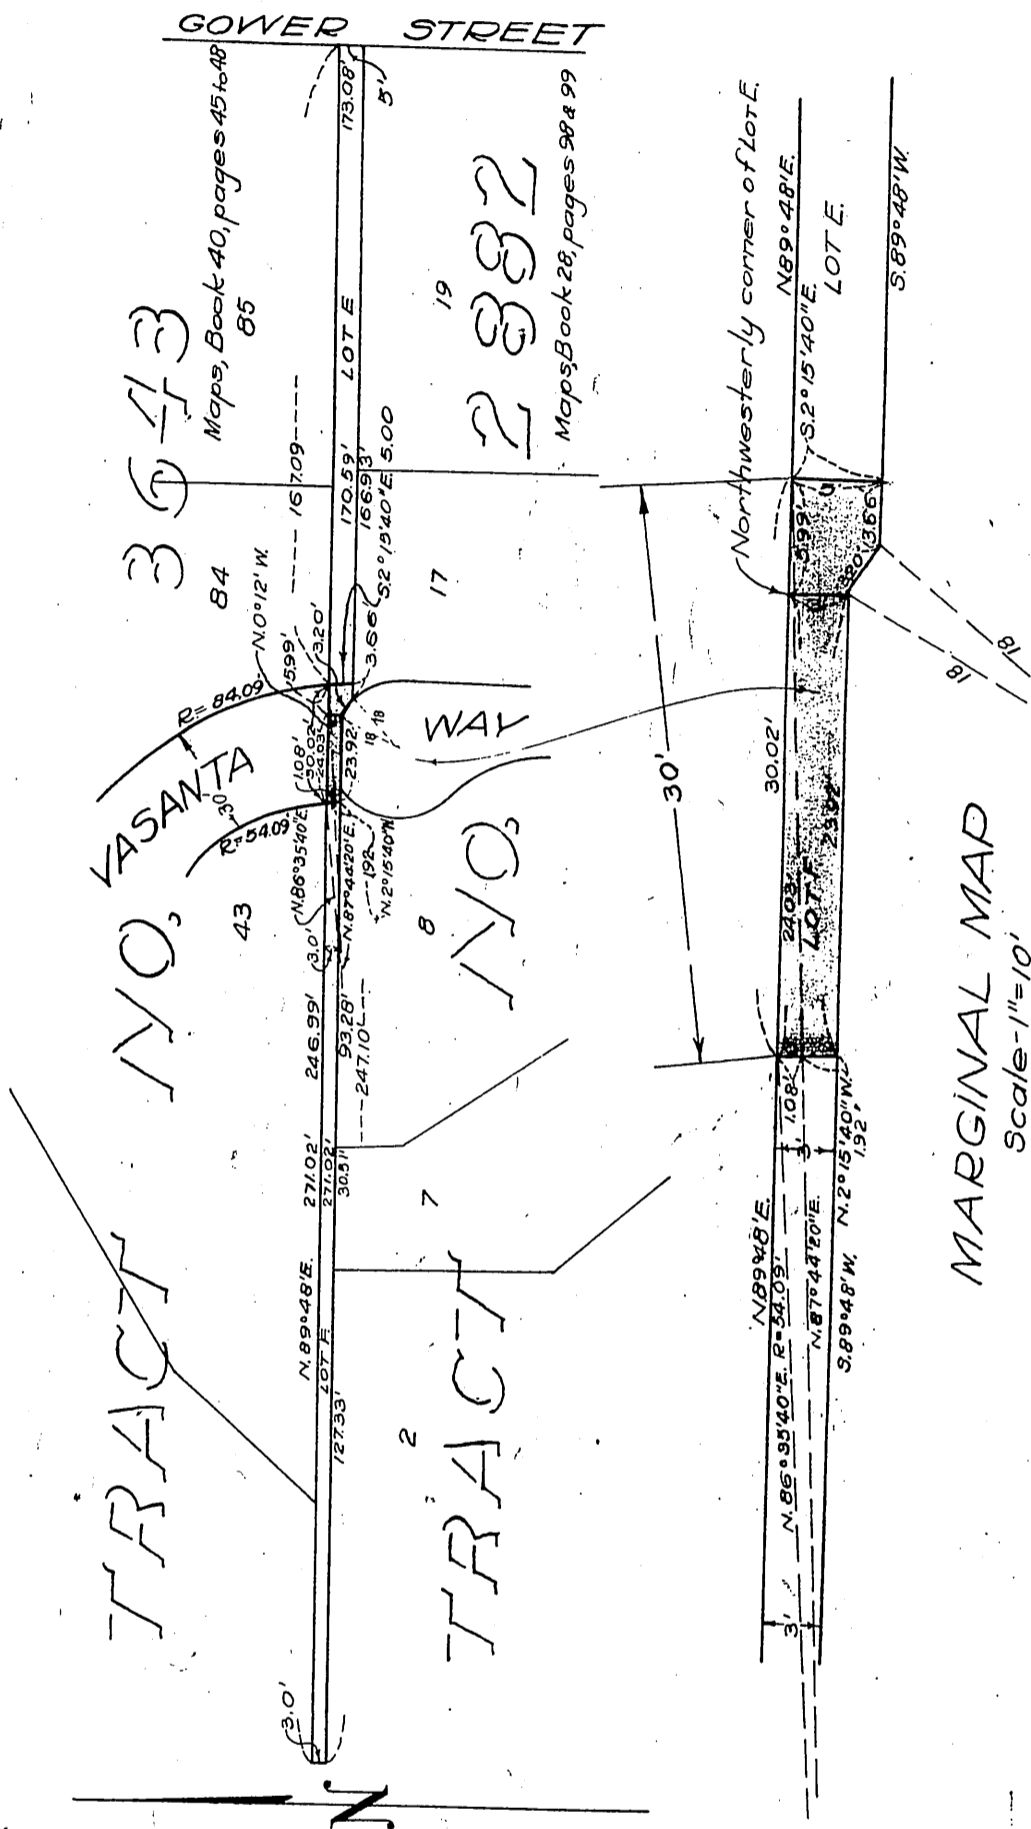 GOWER STREET
TRACT NO, 3643
Maps, Book 40, pages 45 to 48
85
84
43
173.08'
5'
LOT E
167.09
170.59'
166.93'
S.2°15'40"E. 5.00
3.66'
N.0°12'W.
5.99'
3.20'
R=84.09
VASANTA WAY
30'
R=54.09'
1.08'
30.02'
24.03'
23.92'
18
18
N.86°35'40"E.
N.87°44'20"E.
1.92
N.2°15'40"W
3.0'
246.99'
93.28'
247.10
271.02'
271.02'
30.51'
N.89°48'E.
LOT F
127.33'
3.0'
N
TRACT NO, 2882
Maps, Book 28, pages 98 & 99
19
17
8
7
2
Northwesterly corner of LOT E.
N.89°48'E.
S.2°15'40"E.
LOT E.
S.89°48'W.
5.99'
3.66'
3.20'
18
18
30'
30.02'
24.03'
LOT F
1.08'
3'
N.2°15'40"W.
1.92'
N.89°48'E.
N.86°35'40"E. R=54.09'
N.87°44'20"E.
S.89°48'W.
3'
MARGINAL MAP
Scale-1"=10'